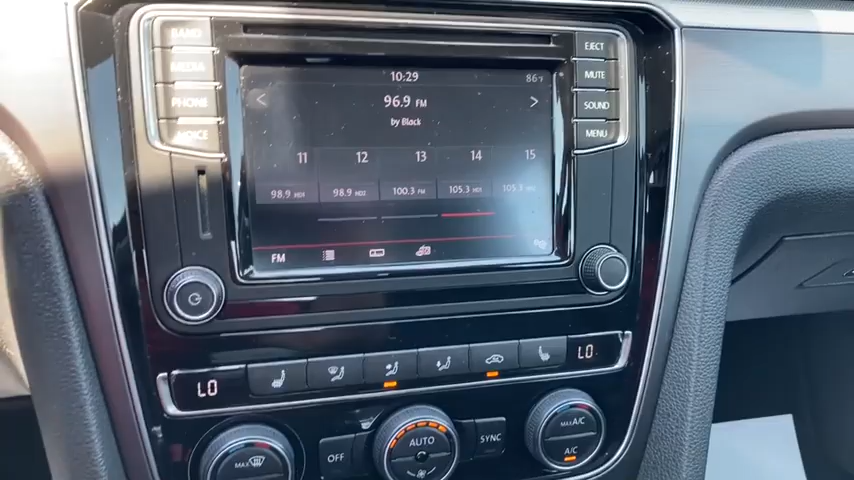 BAND
MEDIA
PHONE
VOICE
EJECT
MUTE
SOUND
MENU
10:29
86°F
96.9 FM
by Black
11 12 13 14 15
98.9 HD1 98.9 HD2 100.3 FM 105.3 HD1 105.3
FM
LO
LO
OFF
AUTO
SYNC
MAX
MAX A/C
A/C